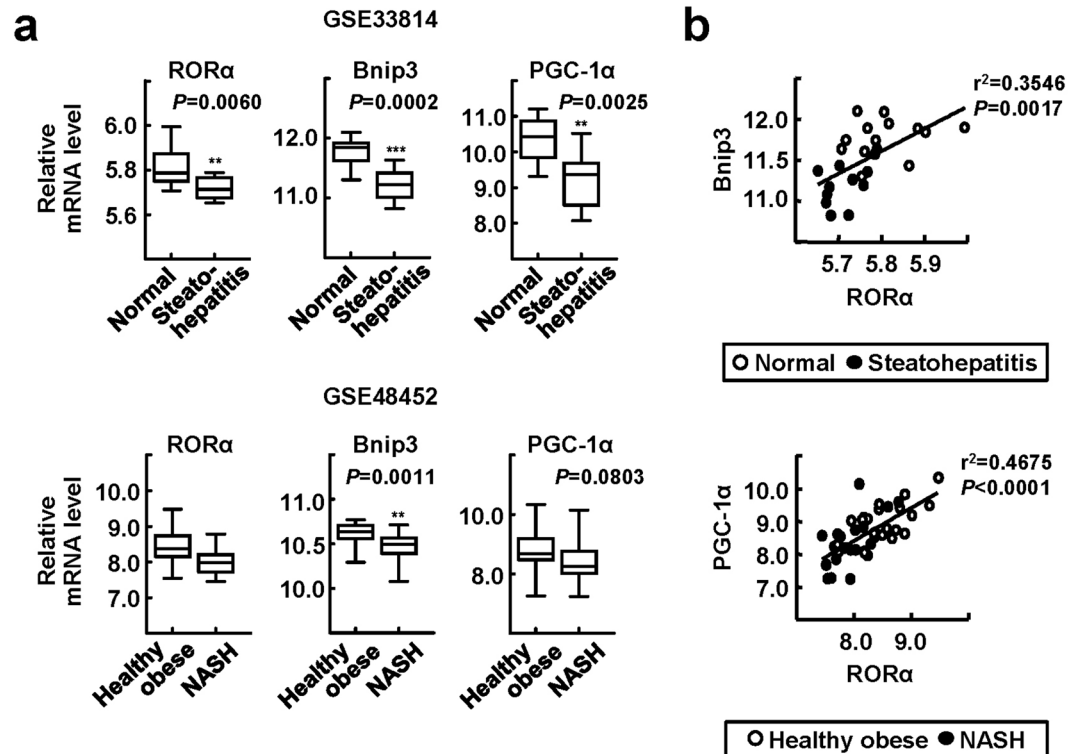 a
GSE33814
RORα
P=0.0060
Relative
mRNA level
6.0
5.8
5.6
**
Normal
Steato-
hepatitis
Bnip3
P=0.0002
12.0
11.0
***
Normal
Steato-
hepatitis
PGC-1α
P=0.0025
11.0
10.0
9.0
8.0
**
Normal
Steato-
hepatitis
GSE48452
RORα
Relative
mRNA level
10.0
9.0
8.0
7.0
Healthy
obese
NASH
Bnip3
P=0.0011
11.0
10.5
10.0
**
Healthy
obese
NASH
PGC-1α
P=0.0803
10.0
8.0
Healthy
obese
NASH
b
r²=0.3546
P=0.0017
Bnip3
12.0
11.5
11.0
5.7 5.8 5.9
RORα
Normal Steatohepatitis
r²=0.4675
P<0.0001
PGC-1α
10.0
9.0
8.0
7.0
8.0 9.0
RORα
Healthy obese NASH